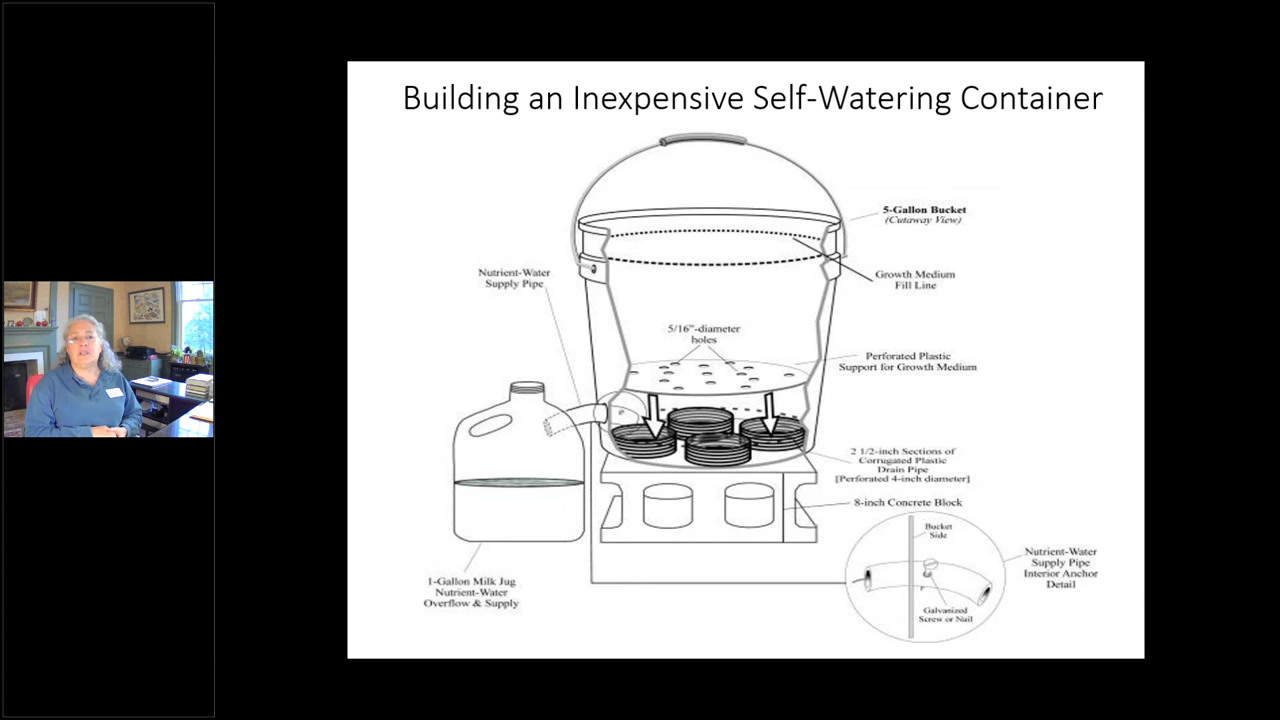 Building an Inexpensive Self-Watering Container
5-Gallon Bucket
(Cutaway View)
Nutrient-Water
Supply Pipe
Growth Medium
Fill Line
5/16"-diameter
holes
Perforated Plastic
Support for Growth Medium
2 1/2-inch Sections of
Corrugated Plastic
Drain Pipe
[Perforated 4-inch diameter]
8-inch Concrete Block
Bucket
Side
Nutrient-Water
Supply Pipe
Interior Anchor
Detail
1-Gallon Milk Jug
Nutrient-Water
Overflow & Supply
Galvanized
Screw or Nail